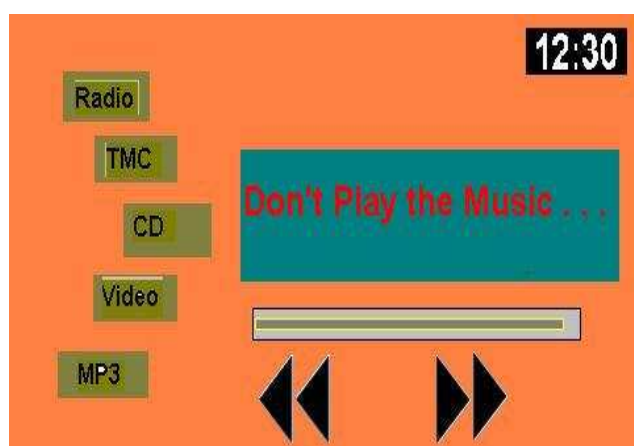 12:30
Radio
TMC
Don't Play the Music . . .
CD
Video
MP3